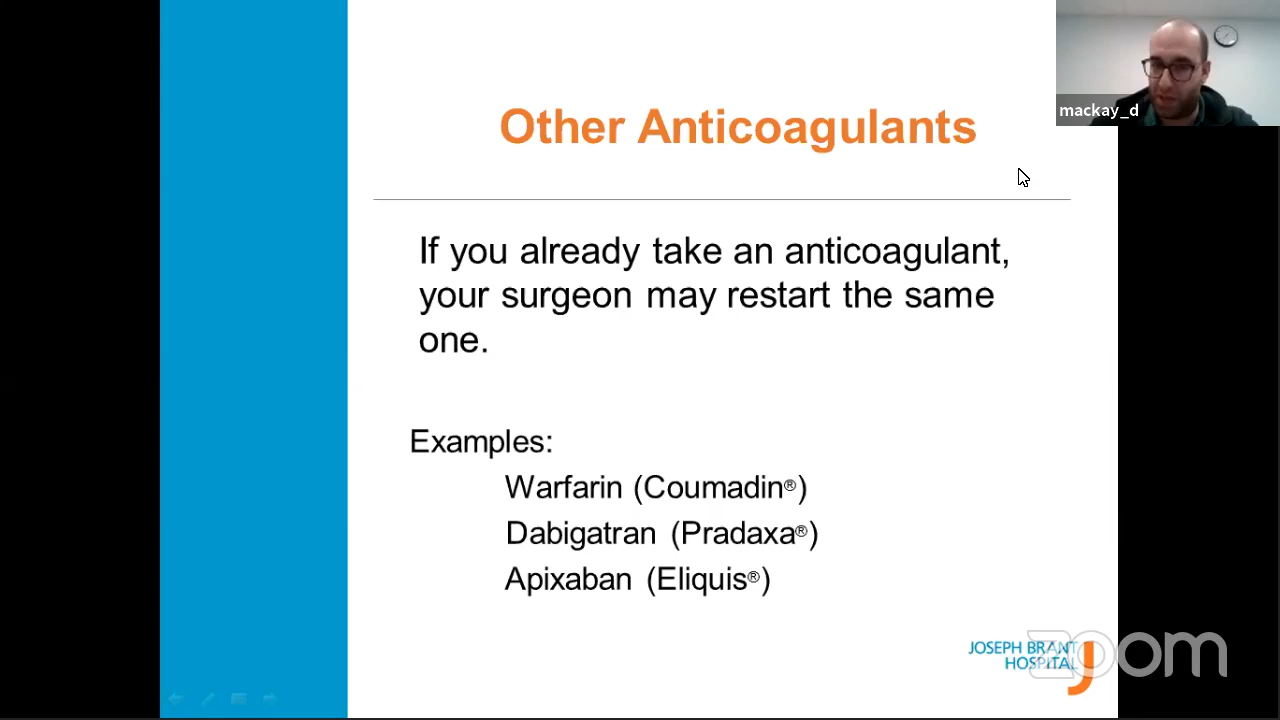 Other Anticoagulants
mackay_d
If you already take an anticoagulant,
your surgeon may restart the same
one.
Examples:
Warfarin (Coumadin®)
Dabigatran (Pradaxa®)
Apixaban (Eliquis®)
JOSEPH BRANT
HOSPITAL
zoom